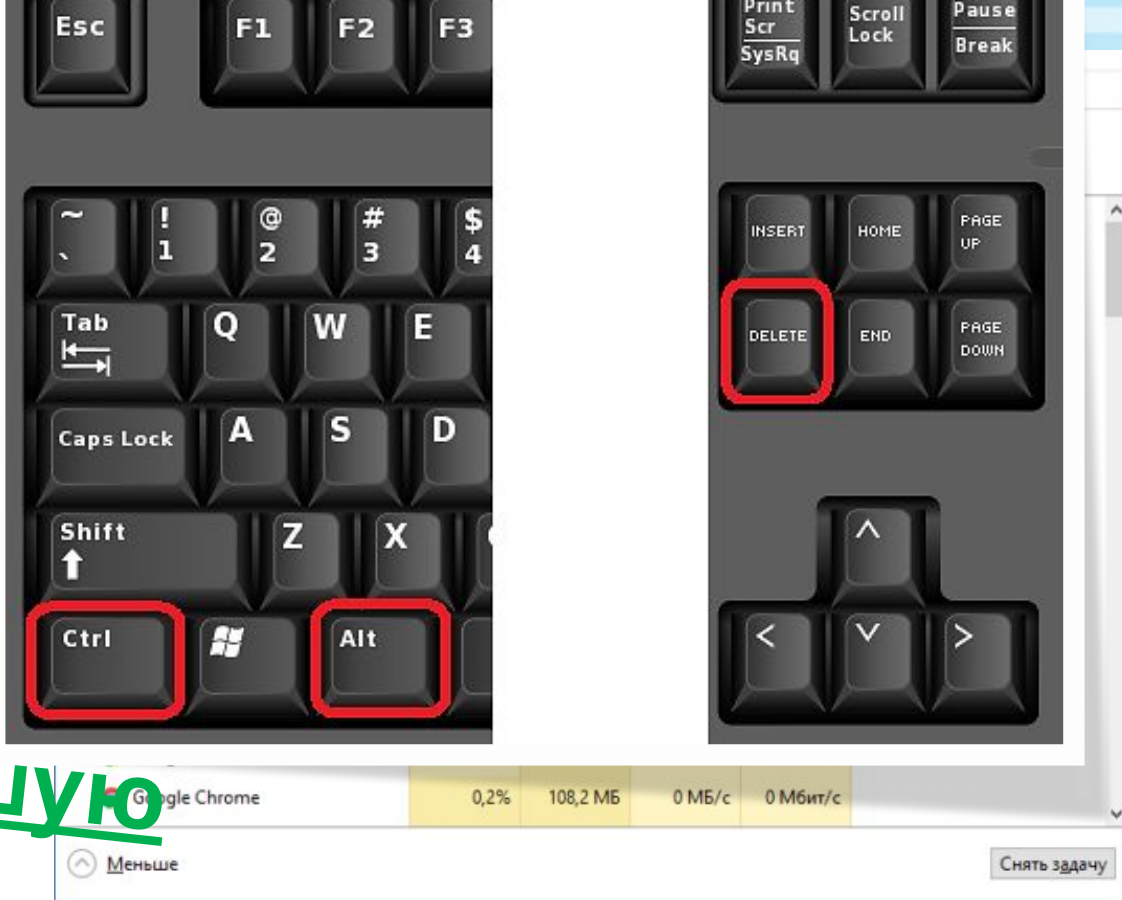 Esc F1 F2 F3
Print Scr SysRq
Scroll Lock
Pause Break
~ `
! 1
@ 2
# 3
$ 4
INSERT HOME PAGE UP
Tab Q W E
DELETE END PAGE DOWN
Caps Lock A S D
Shift Z X
Ctrl Alt
Google Chrome 0,2% 108,2 МБ 0 МБ/с 0 Мбит/с
Меньше
Снять задачу